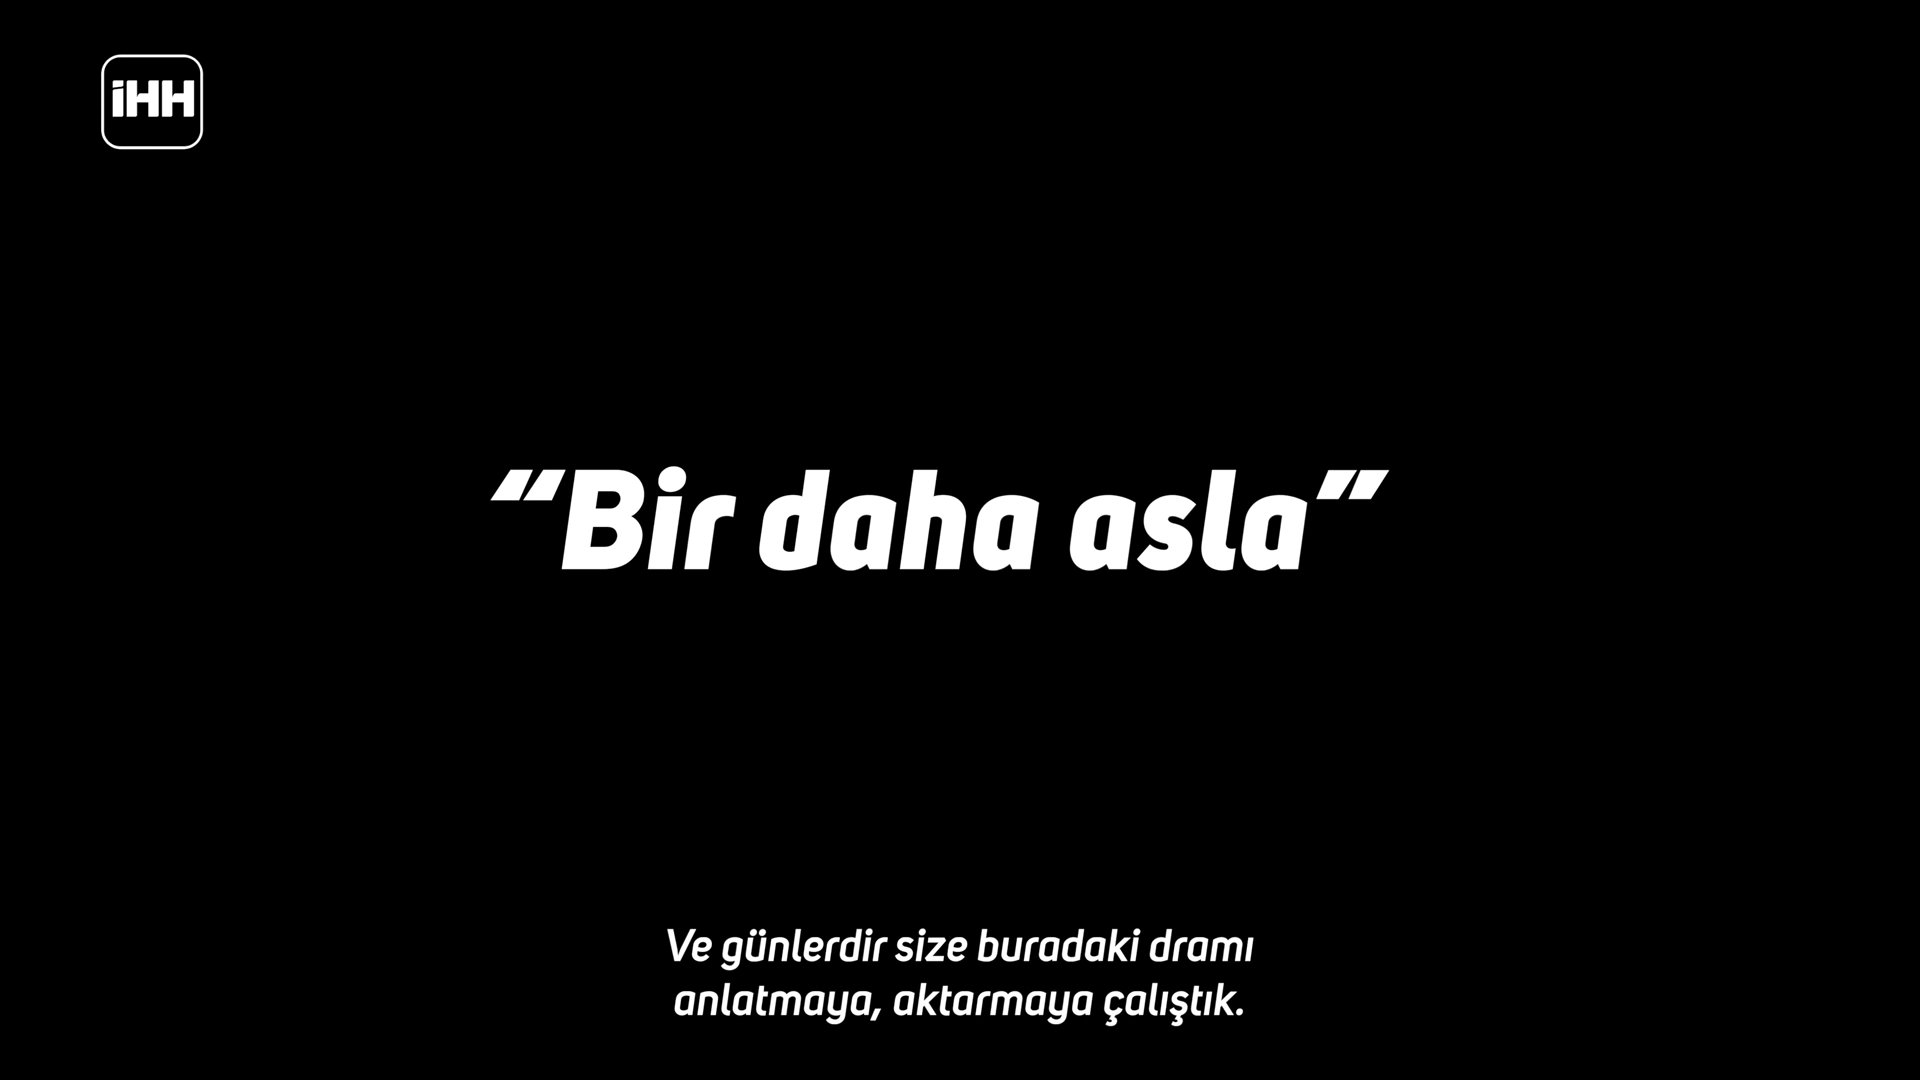 iHH
“Bir daha asla”
Ve günlerdir size buradaki dramı
anlatmaya, aktarmaya çalıştık.